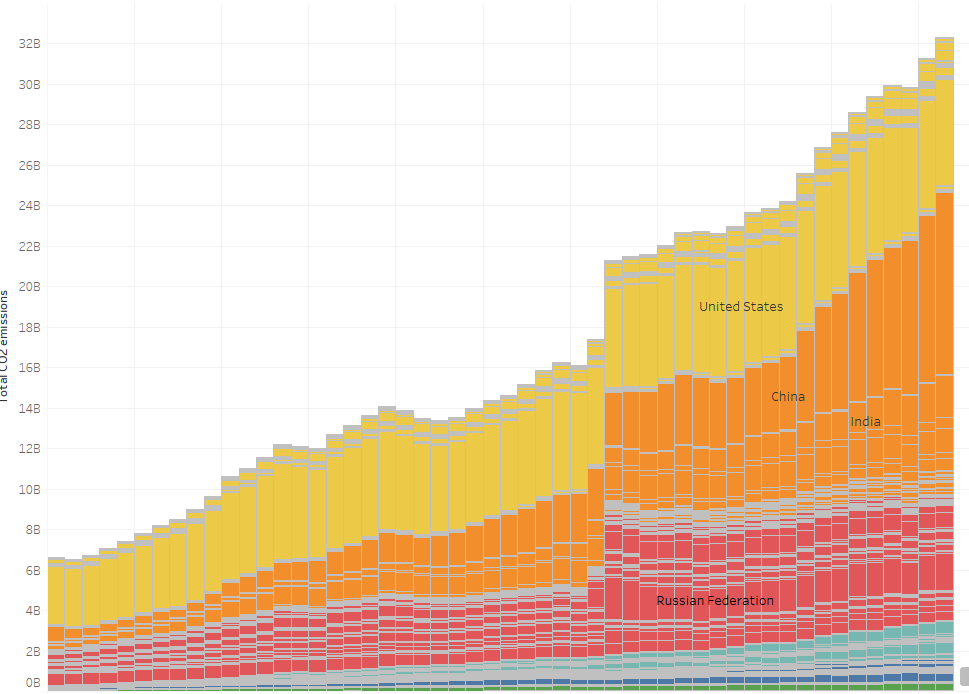 32B
30B
28B
26B
24B
22B
20B
18B
16B
14B
12B
10B
8B
6B
4B
2B
0B
Total CO2 emissions
United States
China
India
Russian Federation